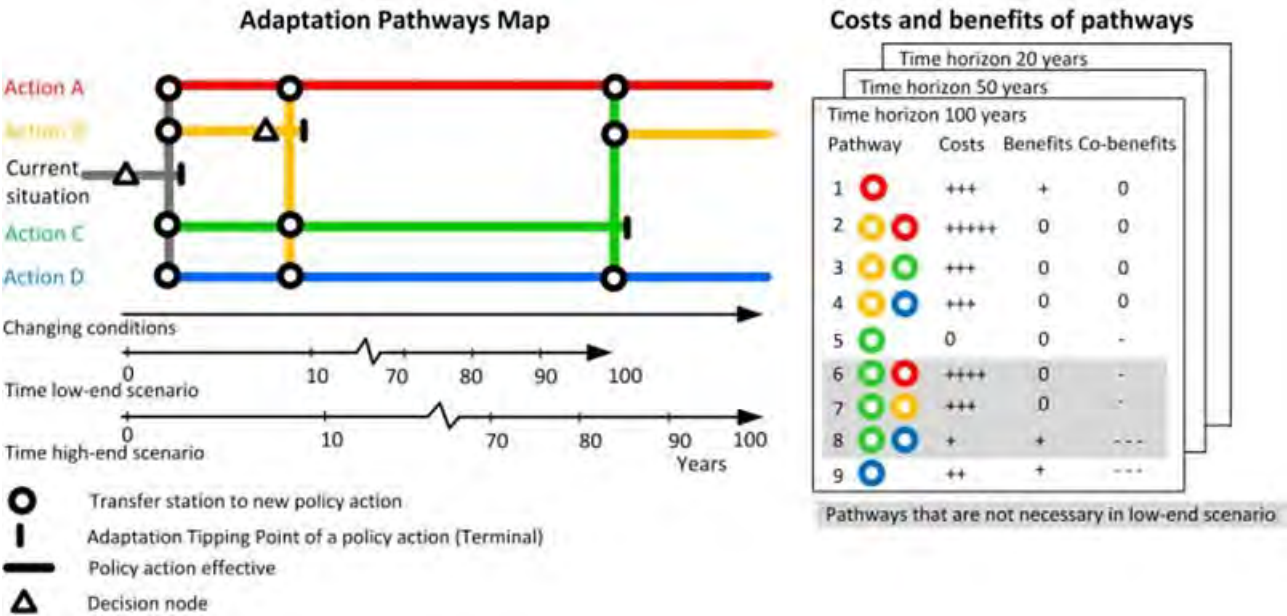 Adaptation Pathways Map
Action A
Action B
Current
situation
Action C
Action D
Changing conditions
0 10 70 80 90 100
Time low-end scenario
0 10 70 80 90 100
Time high-end scenario
Years
Transfer station to new policy action
Adaptation Tipping Point of a policy action (Terminal)
Policy action effective
Decision node
Costs and benefits of pathways
Time horizon 20 years
Time horizon 50 years
Time horizon 100 years
Pathway Costs Benefits Co-benefits
1 +++ + 0
2 +++++ 0 0
3 +++ 0 0
4 +++ 0 0
5 0 0 -
6 ++++ 0 -
7 +++ 0 -
8 + + ---
9 ++ + ---
Pathways that are not necessary in low-end scenario